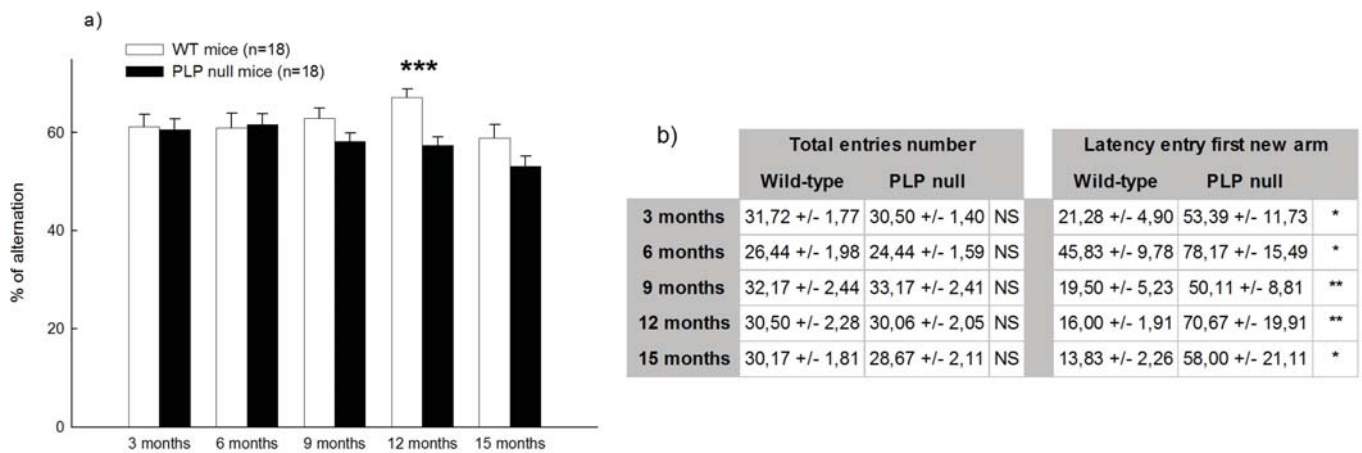 a)
WT mice (n=18)
PLP null mice (n=18)
***
% of alternation
60
40
20
0
3 months 6 months 9 months 12 months 15 months
b)
Total entries number Latency entry first new arm
Wild-type PLP null Wild-type PLP null
3 months 31,72 +/- 1,77 30,50 +/- 1,40 NS 21,28 +/- 4,90 53,39 +/- 11,73 *
6 months 26,44 +/- 1,98 24,44 +/- 1,59 NS 45,83 +/- 9,78 78,17 +/- 15,49 *
9 months 32,17 +/- 2,44 33,17 +/- 2,41 NS 19,50 +/- 5,23 50,11 +/- 8,81 **
12 months 30,50 +/- 2,28 30,06 +/- 2,05 NS 16,00 +/- 1,91 70,67 +/- 19,91 **
15 months 30,17 +/- 1,81 28,67 +/- 2,11 NS 13,83 +/- 2,26 58,00 +/- 21,11 *